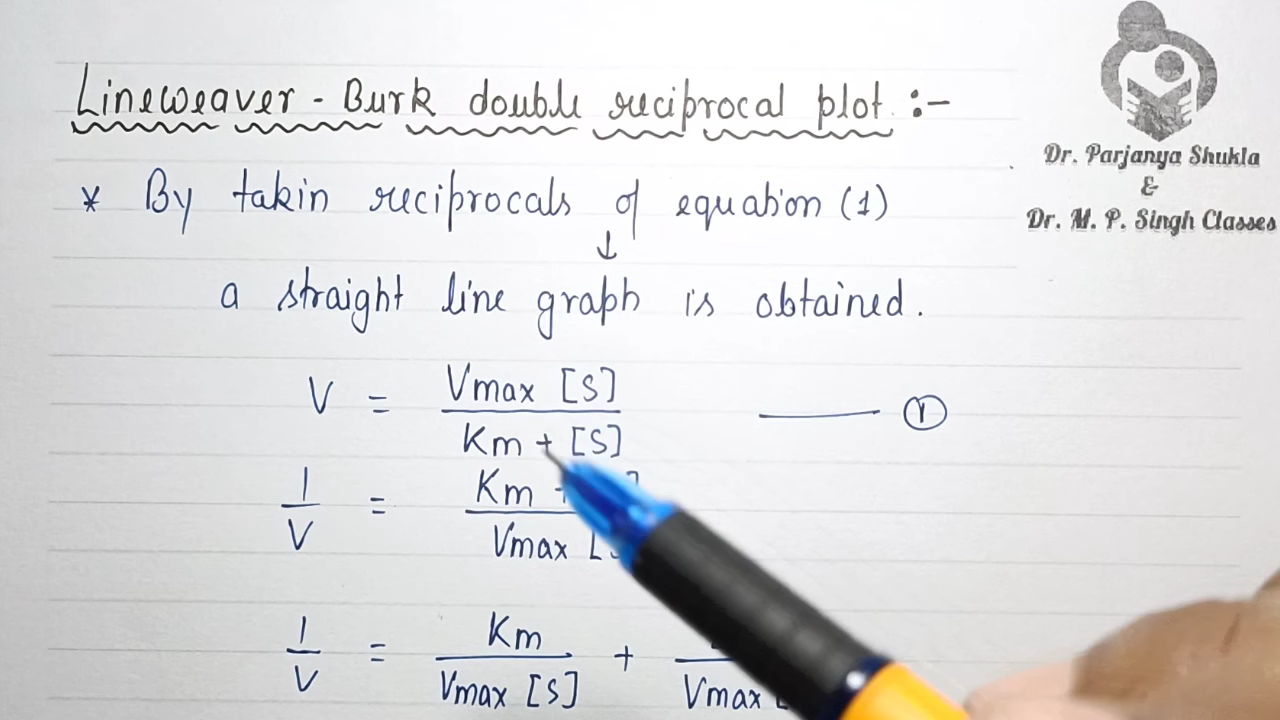 Lineweaver - Burk double reciprocal plot :-
* By takin reciprocals of equation (1)
↓
a straight line graph is obtained.
V = Vmax [S] / Km + [S] ——— ①
1 / V = Km / Vmax
1 / V = Km / Vmax [S] + / Vmax
Dr. Parjanya Shukla
&
Dr. M. P. Singh Classes